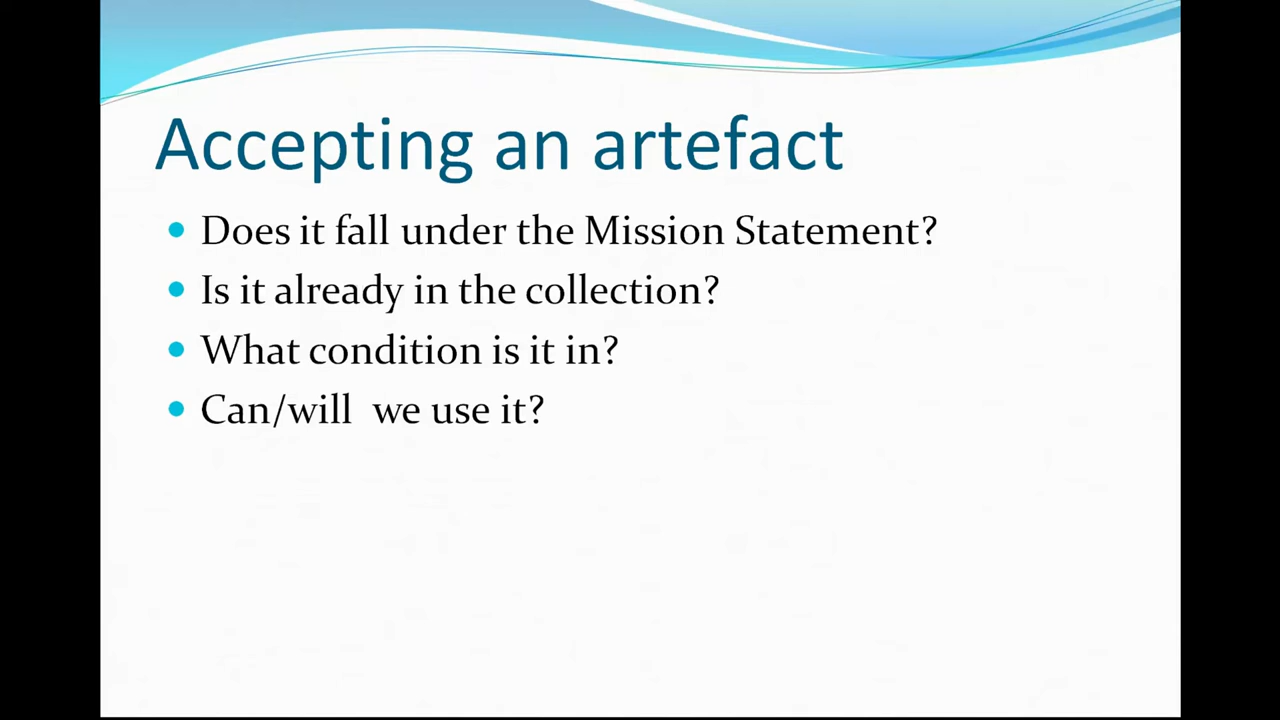 Accepting an artefact
Does it fall under the Mission Statement?
Is it already in the collection?
What condition is it in?
Can/will  we use it?